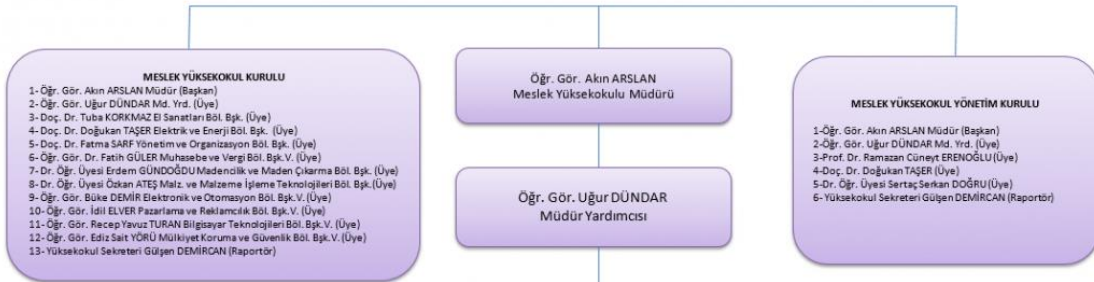 MESLEK YÜKSEKOKUL KURULU
1- Öğr. Gör. Akın ARSLAN Müdür (Başkan)
2- Öğr. Gör. Uğur DÜNDAR Md. Yrd. (Üye)
3- Doç. Dr. Tuba KORKMAZ El Sanatları Böl. Bşk. (Üye)
4- Doç. Dr. Doğukan TAŞER Elektrik ve Enerji Böl. Bşk. (Üye)
5- Doç. Dr. Fatma SARF Yönetim ve Organizasyon Böl. Bşk. (Üye)
6- Öğr. Gör. Dr. Fatih GÜLER Muhasebe ve Vergi Böl. Bşk.V. (Üye)
7- Dr. Öğr. Üyesi Erdem GÜNDOĞDU Madencilik ve Maden Çıkarma Böl. Bşk. (Üye)
8- Dr. Öğr. Üyesi Özkan ATEŞ Malz. ve Malzeme İşleme Teknolojileri Böl. Bşk.(Üye)
9- Öğr. Gör. Büke DEMİR Elektronik ve Otomasyon Böl. Bşk.V. (Üye)
10- Öğr. Gör. İdil ELVER Pazarlama ve Reklamcılık Böl. Bşk.V. (Üye)
11- Öğr. Gör. Recep Yavuz TURAN Bilgisayar Teknolojileri Böl. Bşk.V. (Üye)
12- Öğr. Gör. Ediz Sait YÖRÜ Mülkiyet Koruma ve Güvenlik Böl. Bşk.V. (Üye)
13- Yüksekokul Sekreteri Gülşen DEMİRCAN (Raportör)
Öğr. Gör. Akın ARSLAN
Meslek Yüksekokulu Müdürü
Öğr. Gör. Uğur DÜNDAR
Müdür Yardımcısı
MESLEK YÜKSEKOKUL YÖNETİM KURULU
1-Öğr. Gör. Akın ARSLAN Müdür (Başkan)
2-Öğr. Gör. Uğur DÜNDAR Md. Yrd. (Üye)
3-Prof. Dr. Ramazan Cüneyt ERENOĞLU (Üye)
4-Doç. Dr. Doğukan TAŞER (Üye)
5-Dr. Öğr. Üyesi Sertaç Serkan DOĞRU (Üye)
6-Yüksekokul Sekreteri Gülşen DEMİRCAN (Raportör)